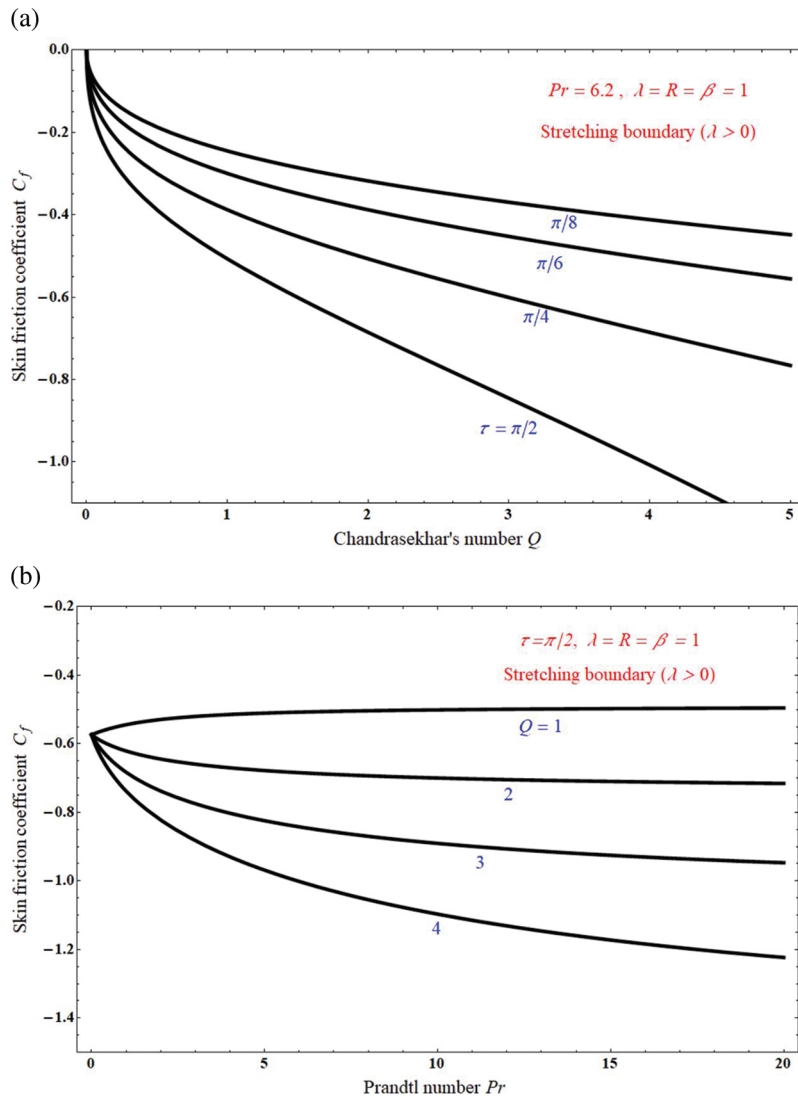 (a)
0.0
Pr = 6.2 , λ = R = β = 1
Stretching boundary (λ > 0)
−0.2
−0.4
−0.6
−0.8
−1.0
Skin friction coefficient C_f
π/8
π/6
π/4
τ = π/2
0 1 2 3 4 5
Chandrasekhar's number Q
(b)
−0.2
τ =π/2, λ = R = β = 1
Stretching boundary (λ > 0)
−0.4
−0.6
−0.8
−1.0
−1.2
−1.4
Skin friction coefficient C_f
Q = 1
2
3
4
0 5 10 15 20
Prandtl number Pr